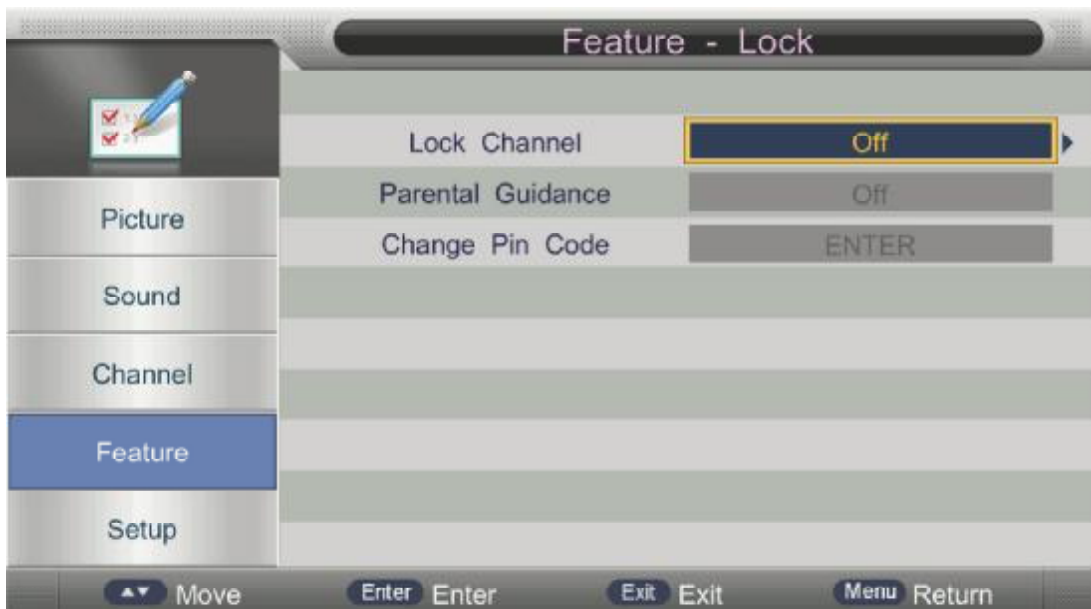 Feature - Lock
Lock Channel Off
Parental Guidance Off
Change Pin Code ENTER
Picture
Sound
Channel
Feature
Setup
Move Enter Enter Exit Exit Menu Return